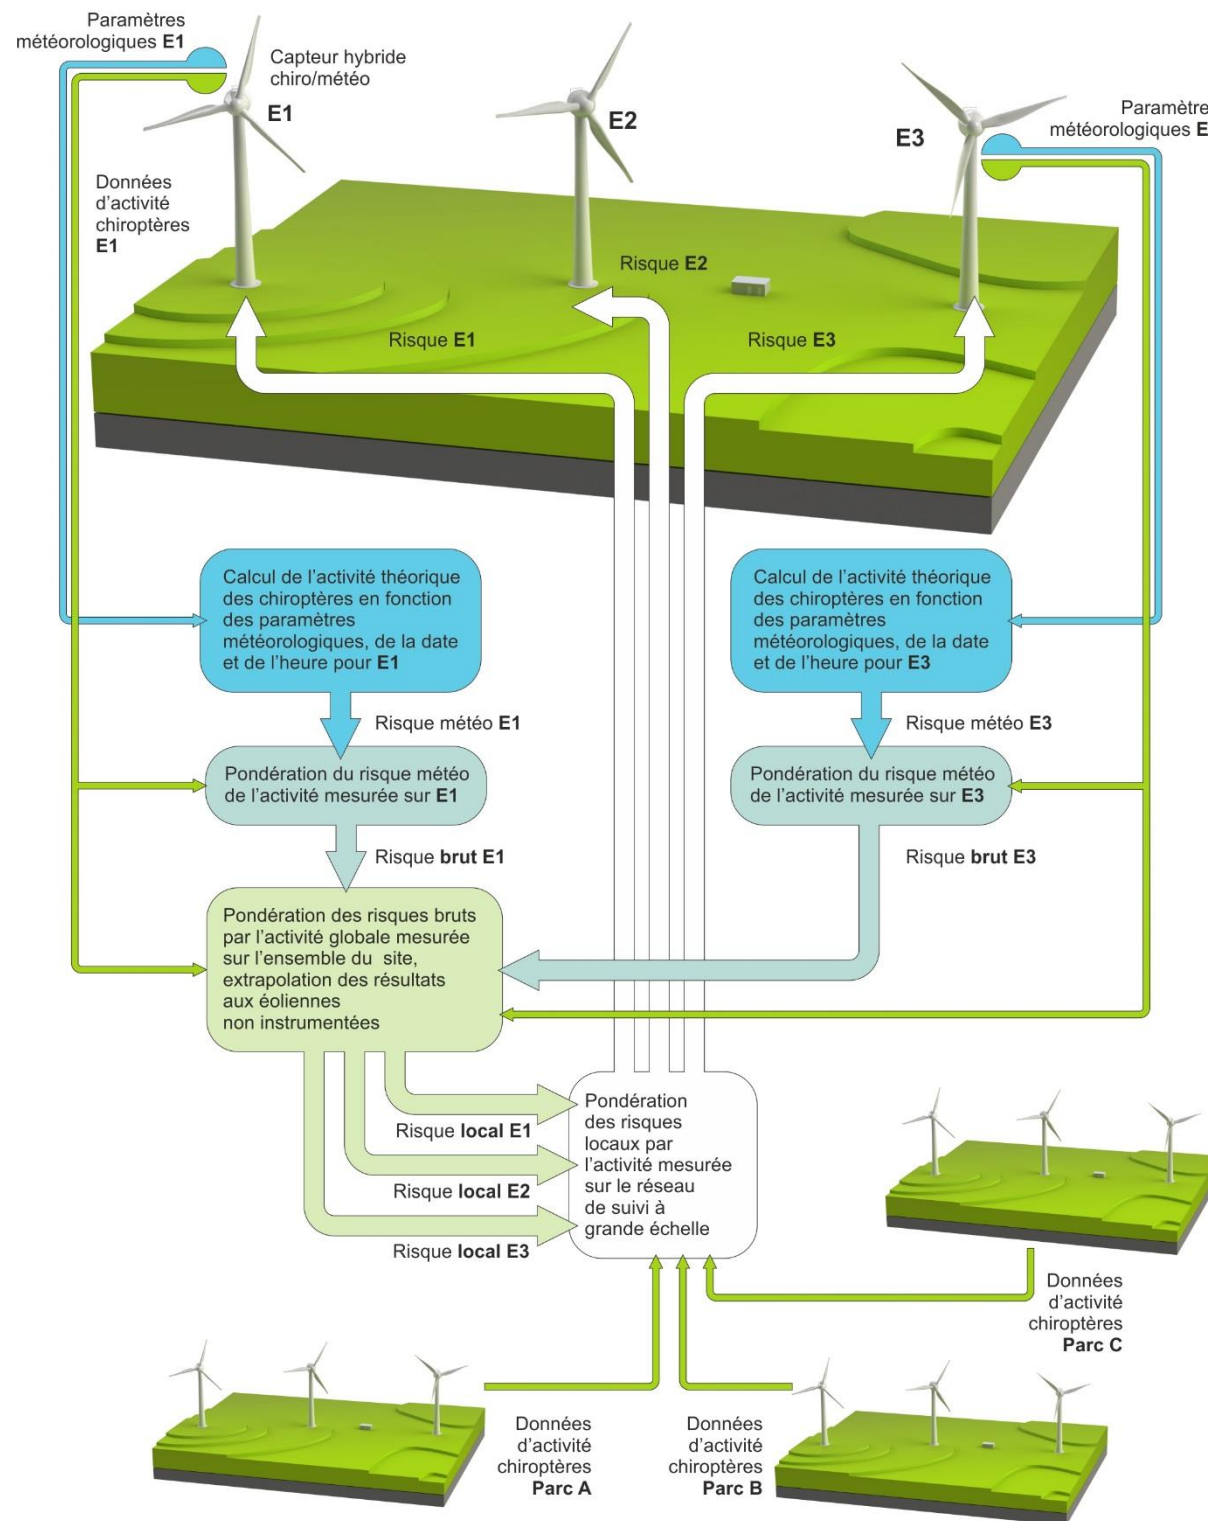 Paramètres
météorologiques E1
Capteur hybride
chiro/météo
E1
E2
E3
Paramètre
météorologiques E
Données
d'activité
chiroptères
E1
Risque E2
Risque E1
Risque E3
Calcul de l'activité théorique
des chiroptères en fonction
des paramètres
météorologiques, de la date
et de l'heure pour E1
Calcul de l'activité théorique
des chiroptères en fonction
des paramètres
météorologiques, de la date
et de l'heure pour E3
Risque météo E1
Risque météo E3
Pondération du risque météo
de l'activité mesurée sur E1
Pondération du risque météo
de l'activité mesurée sur E3
Risque brut E1
Risque brut E3
Pondération des risques bruts
par l'activité globale mesurée
sur l'ensemble du site,
extrapolation des résultats
aux éoliennes
non instrumentées
Risque local E1
Risque local E2
Risque local E3
Pondération
des risques
locaux par
l'activité mesurée
sur le réseau
de suivi à
grande échelle
Données
d'activité
chiroptères
Parc C
Données
d'activité
chiroptères
Parc A
Données
d'activité
chiroptères
Parc B